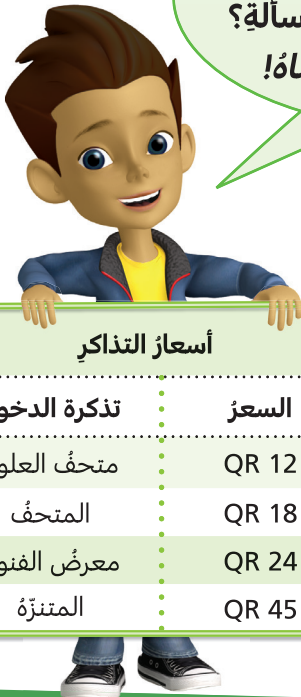 سألةِ؟
اهُ!
أسعارُ التذاكرِ
السعرُ تذكرة الدخو
QR 12 متحفُ العلو
QR 18 المتحفُ
QR 24 معرضُ الفنو
QR 45 المتنزّهُ